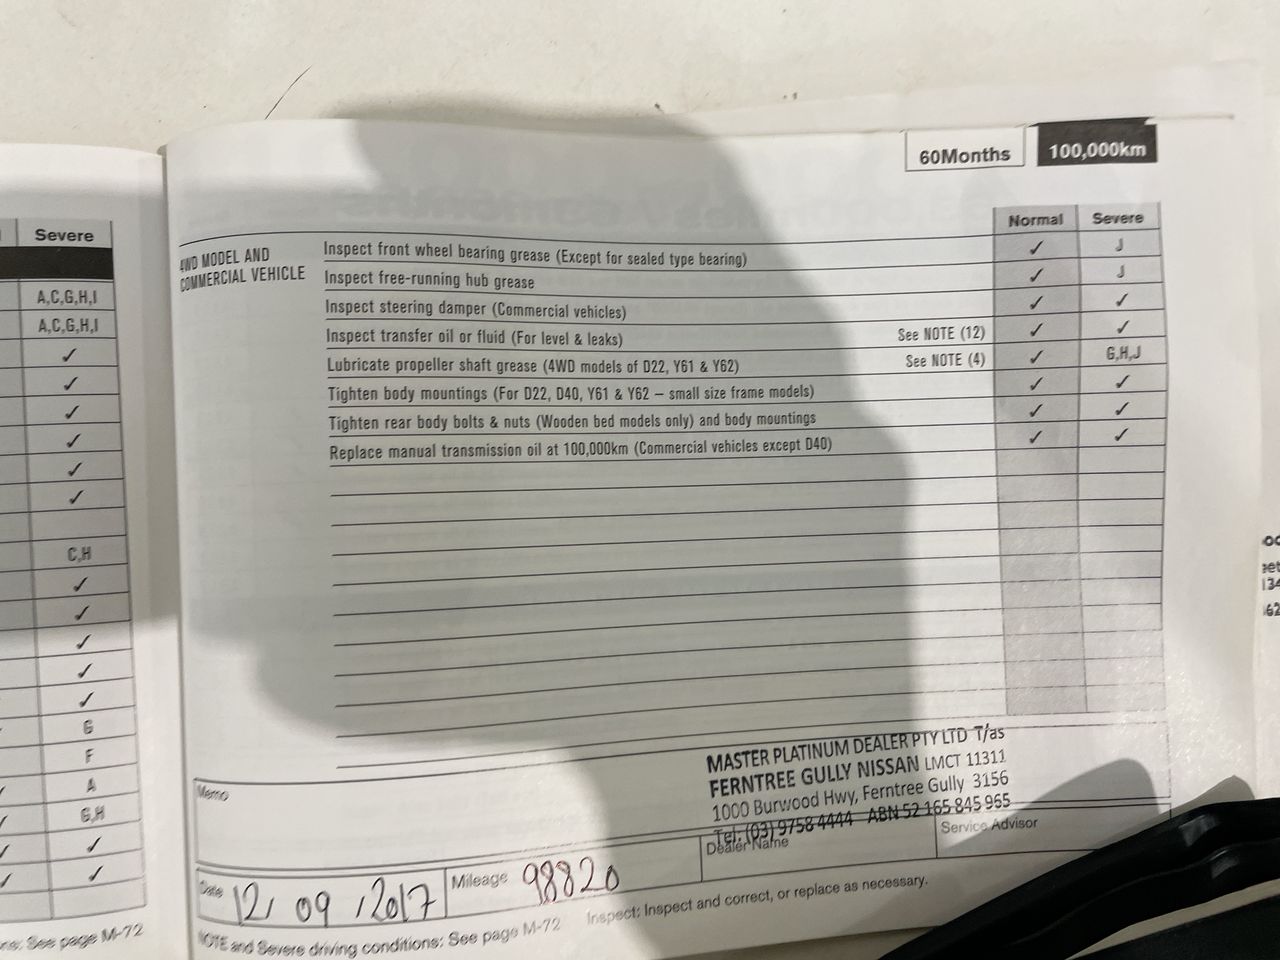 60Months 100,000km
Normal Severe
4WD MODEL AND
COMMERCIAL VEHICLE
Inspect front wheel bearing grease (Except for sealed type bearing) ✓ J
Inspect free-running hub grease ✓ J
Inspect steering damper (Commercial vehicles) ✓ ✓
Inspect transfer oil or fluid (For level & leaks) See NOTE (12) ✓ ✓
Lubricate propeller shaft grease (4WD models of D22, Y61 & Y62) See NOTE (4) ✓ G,H,J
Tighten body mountings (For D22, D40, Y61 & Y62 – small size frame models) ✓ ✓
Tighten rear body bolts & nuts (Wooden bed models only) and body mountings ✓ ✓
Replace manual transmission oil at 100,000km (Commercial vehicles except D40) ✓ ✓
Memo
MASTER PLATINUM DEALER PTY LTD T/as
FERNTREE GULLY NISSAN LMCT 11311
1000 Burwood Hwy, Ferntree Gully 3156
Tel: (03) 9758 4444 ABN 52 165 845 965
Date 12/ 09 /2017
Mileage 98820
Dealer Name
Service Advisor
NOTE and Severe driving conditions: See page M-72
Inspect: Inspect and correct, or replace as necessary.
Severe
A,C,G,H,I
A,C,G,H,I
✓
✓
✓
✓
✓
✓
C,H
✓
✓
✓
✓
✓
G
F
A
G,H
✓
✓
See page M-72